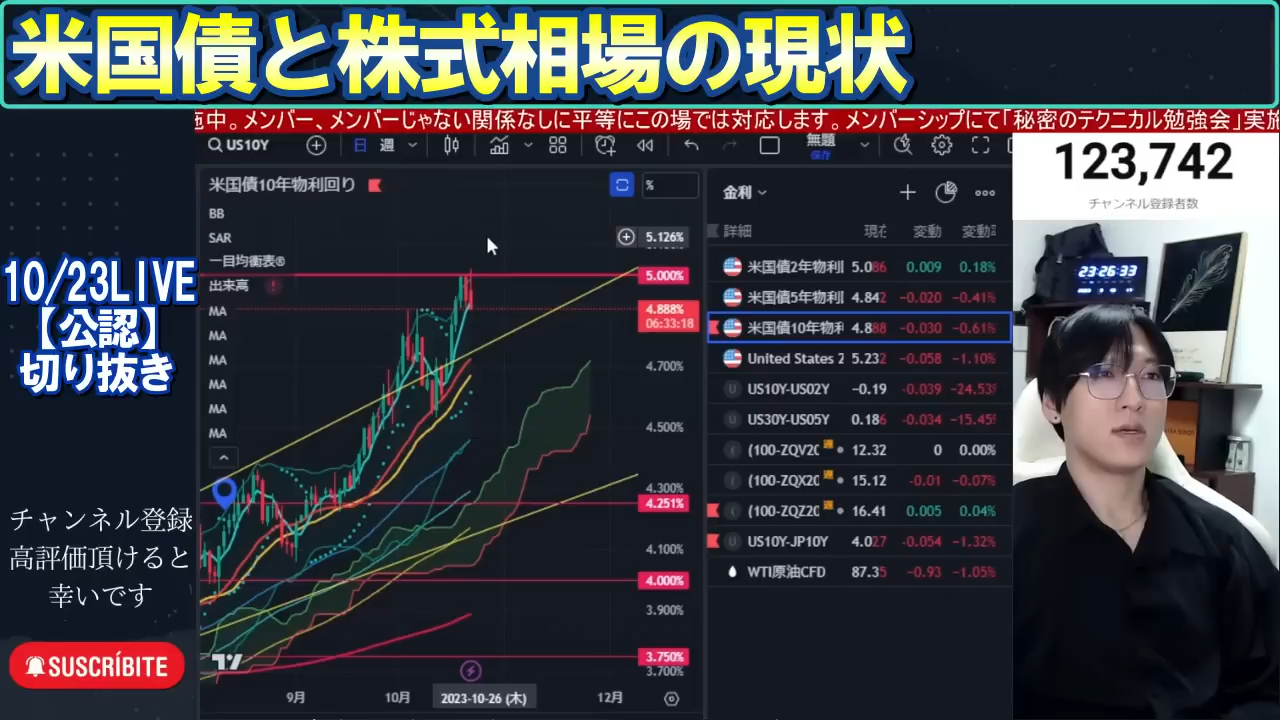 米国債と株式相場の現状
施中。メンバー、メンバーじゃない関係なしに平等にこの場では対応します。メンバーシップにて「秘密のテクニカル勉強会」実施
US10Y
日 週
無題
保存
米国債10年物利回り
%
BB
SAR
一目均衡表®
出来高 !
MA
MA
MA
MA
MA
MA
5.126%
5.000%
4.888%
06:33:18
4.700%
4.500%
4.300%
4.251%
4.100%
4.000%
3.900%
3.750%
3.700%
9月 10月 2023-10-26 (木) 12月
金利
詳細 現在 変動 変動
米国債2年物利 5.086 0.009 0.18%
米国債5年物利 4.842 -0.020 -0.41%
米国債10年物利 4.888 -0.030 -0.61%
United States 2 5.232 -0.058 -1.10%
US10Y-US02Y -0.19 -0.039 -24.53
US30Y-US05Y 0.186 -0.034 -15.45
(100-ZQV20 12.32 0 0.00%
(100-ZQX20 15.12 -0.01 -0.07%
(100-ZQZ20 16.41 0.005 0.04%
US10Y-JP10Y 4.027 -0.054 -1.32%
WTI原油CFD 87.35 -0.93 -1.05%
123,742
チャンネル登録者数
23:26:33
10/23LIVE
【公認】
切り抜き
チャンネル登録
高評価頂けると
幸いです
SUSCRÍBITE